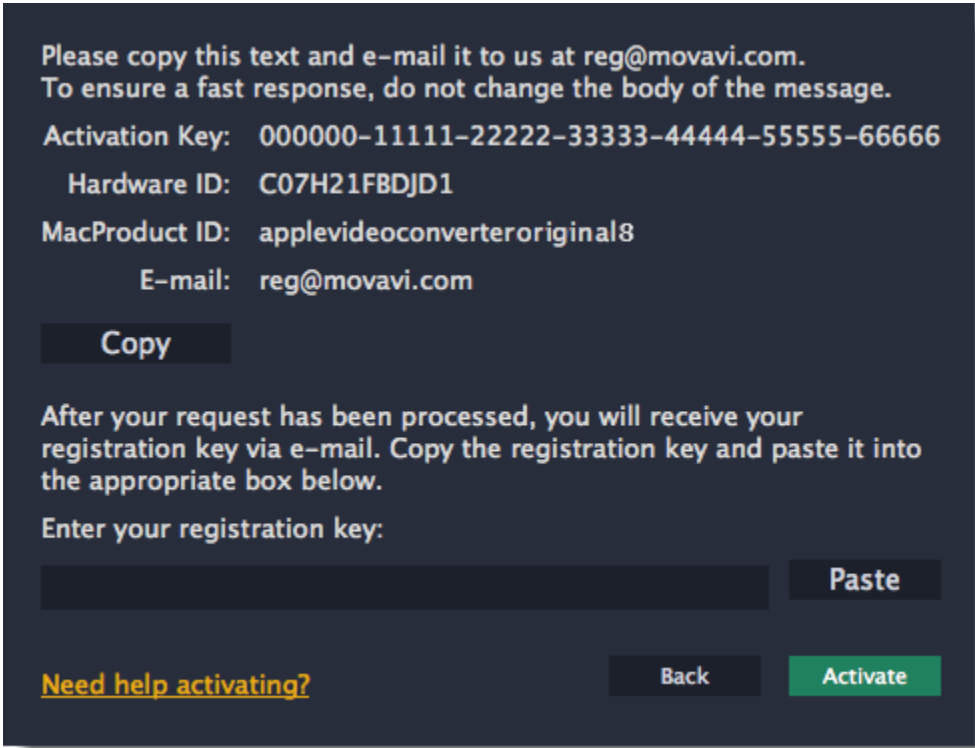 Please copy this text and e-mail it to us at reg@movavi.com.
To ensure a fast response, do not change the body of the message.
Activation Key: 000000-11111-22222-33333-44444-55555-66666
Hardware ID: C07H21FBDJD1
MacProduct ID: applevideoconverteroriginal8
E-mail: reg@movavi.com
Copy
After your request has been processed, you will receive your
registration key via e-mail. Copy the registration key and paste it into
the appropriate box below.
Enter your registration key:
Paste
Need help activating? Back Activate